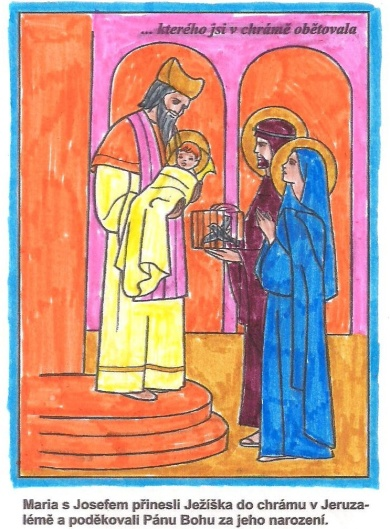 ... kterého jsi v chrámě obětovala
Maria s Josefem přinesli Ježíška do chrámu v Jeruza-
lémě a poděkovali Pánu Bohu za jeho narození.